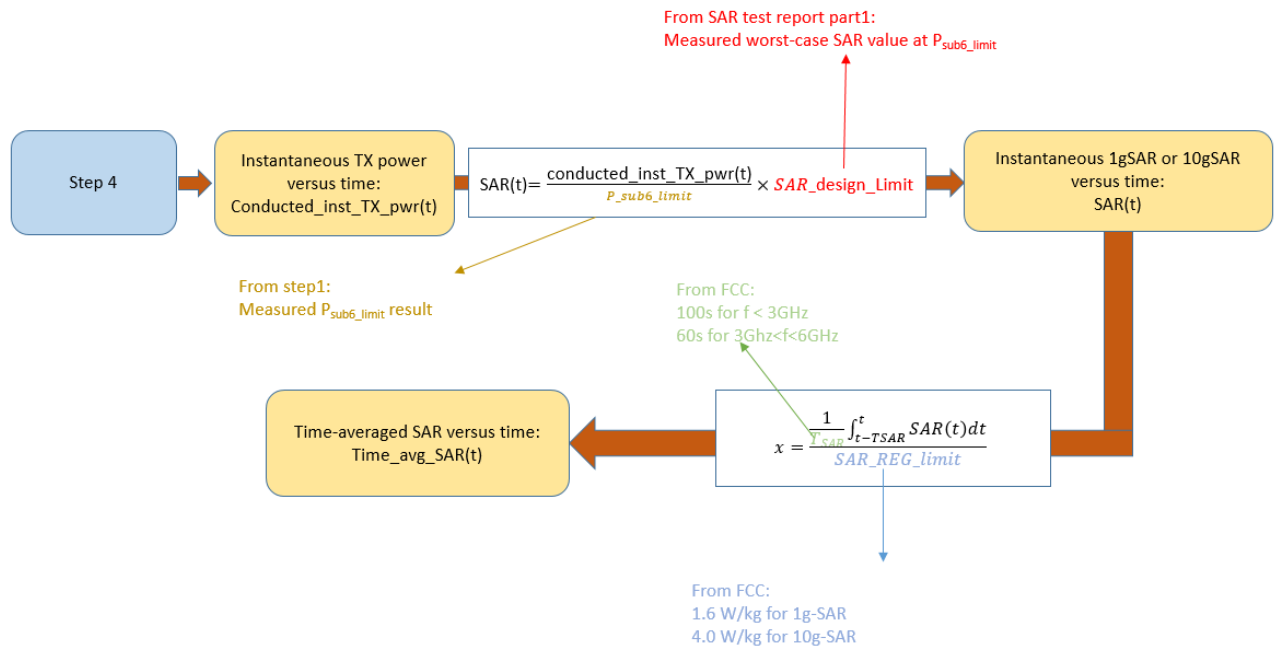 From SAR test report part1:
Measured worst-case SAR value at Psub6_limit
Step 4
Instantaneous TX power
versus time:
Conducted_inst_TX_pwr(t)
SAR(t)= conducted_inst_TX_pwr(t) / P_sub6_limit × SAR_design_Limit
Instantaneous 1gSAR or 10gSAR
versus time:
SAR(t)
From step1:
Measured Psub6_limit result
From FCC:
100s for f < 3GHz
60s for 3Ghz<f<6GHz
Time-averaged SAR versus time:
Time_avg_SAR(t)
1
x = T_SAR ∫ t t−TSAR SAR(t)dt
SAR_REG_limit
From FCC:
1.6 W/kg for 1g-SAR
4.0 W/kg for 10g-SAR